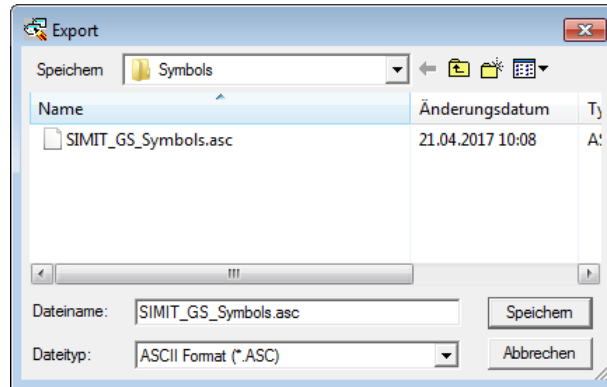 Export
Speichern Symbols
Name Änderungsdatum
SIMIT_GS_Symbols.asc 21.04.2017 10:08
Dateiname: SIMIT_GS_Symbols.asc Speichern
Dateityp: ASCII Format (*.ASC) Abbrechen